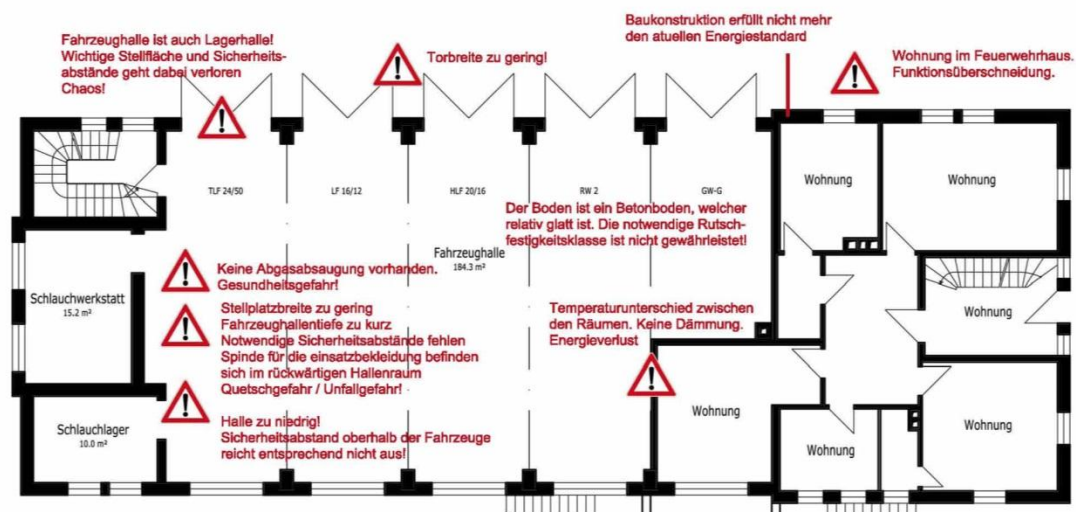 Fahrzeughalle ist auch Lagerhalle!
Wichtige Stellfläche und Sicherheits-
abstände geht dabei verloren
Chaos!
Torbreite zu gering!
Baukonstruktion erfüllt nicht mehr
den atuellen Energiestandard
Wohnung im Feuerwehrhaus.
Funktionsüberschneidung.
TLF 24/50
LF 16/12
HLF 20/16
RW 2
GW-G
Wohnung
Wohnung
Der Boden ist ein Betonboden, welcher
relativ glatt ist. Die notwendige Rutsch-
festigkeitsklasse ist nicht gewährleistet!
Fahrzeughalle
184.3 m²
Keine Abgasabsaugung vorhanden.
Gesundheitsgefahr!
Schlauchwerkstatt
15.2 m²
Wohnung
Stellplatzbreite zu gering
Fahrzeughallentiefe zu kurz
Notwendige Sicherheitsabstände fehlen
Spinde für die einsatzbekleidung befinden
sich im rückwärtigen Hallenraum
Quetschgefahr / Unfallgefahr!
Temperaturunterschied zwischen
den Räumen. Keine Dämmung.
Energieverlust
Halle zu niedrig!
Sicherheitsabstand oberhalb der Fahrzeuge
reicht entsprechend nicht aus!
Schlauchlager
10.0 m²
Wohnung
Wohnung
Wohnung